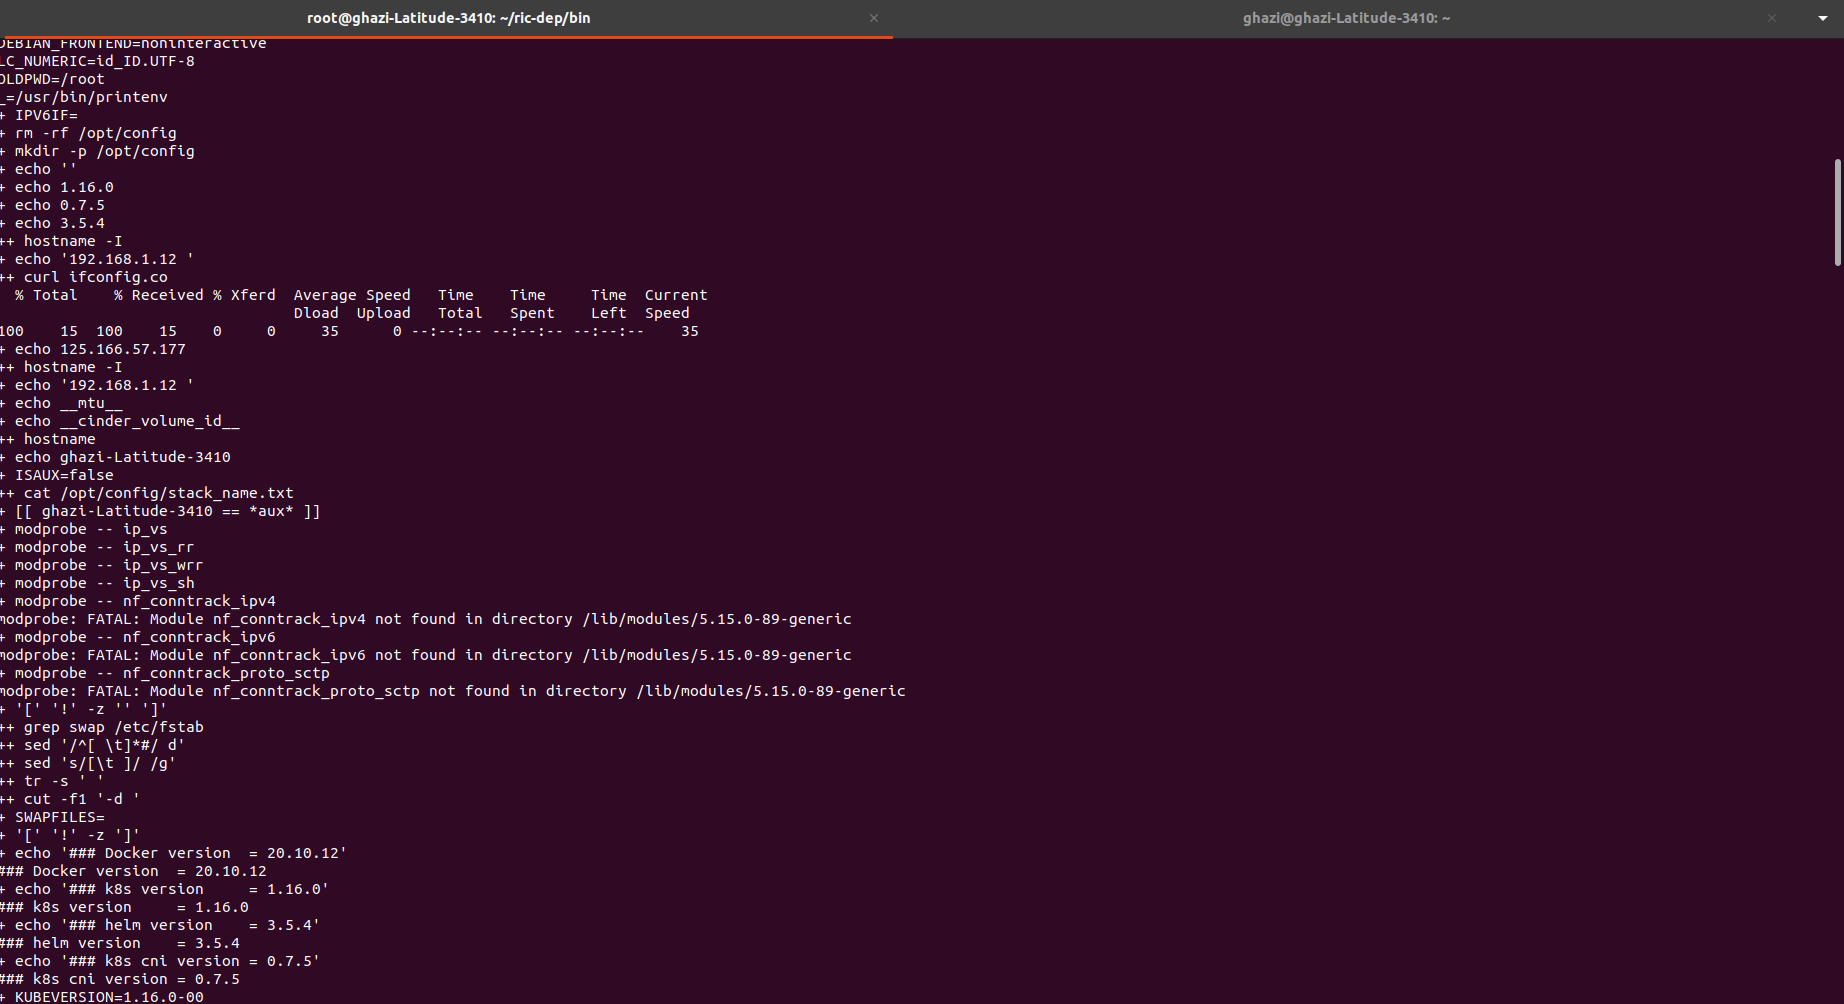 root@ghazi-Latitude-3410: ~/ric-dep/bin
ghazi@ghazi-Latitude-3410: ~
DEBIAN_FRONTEND=noninteractive
LC_NUMERIC=id_ID.UTF-8
OLDPWD=/root
_=/usr/bin/printenv
+ IPV6IF=
+ rm -rf /opt/config
+ mkdir -p /opt/config
+ echo ''
+ echo 1.16.0
+ echo 0.7.5
+ echo 3.5.4
++ hostname -I
+ echo '192.168.1.12 '
++ curl ifconfig.co
  % Total    % Received % Xferd  Average Speed   Time    Time     Time  Current
                                 Dload  Upload   Total   Spent    Left  Speed
100    15  100    15    0     0     35      0 --:--:-- --:--:-- --:--:--    35
+ echo 125.166.57.177
++ hostname -I
+ echo '192.168.1.12 '
+ echo __mtu__
+ echo __cinder_volume_id__
++ hostname
+ echo ghazi-Latitude-3410
+ ISAUX=false
++ cat /opt/config/stack_name.txt
+ [[ ghazi-Latitude-3410 == *aux* ]]
+ modprobe -- ip_vs
+ modprobe -- ip_vs_rr
+ modprobe -- ip_vs_wrr
+ modprobe -- ip_vs_sh
+ modprobe -- nf_conntrack_ipv4
modprobe: FATAL: Module nf_conntrack_ipv4 not found in directory /lib/modules/5.15.0-89-generic
+ modprobe -- nf_conntrack_ipv6
modprobe: FATAL: Module nf_conntrack_ipv6 not found in directory /lib/modules/5.15.0-89-generic
+ modprobe -- nf_conntrack_proto_sctp
modprobe: FATAL: Module nf_conntrack_proto_sctp not found in directory /lib/modules/5.15.0-89-generic
+ '[' '!' -z '' ']'
++ grep swap /etc/fstab
++ sed '/^[ \t]*#/ d'
++ sed 's/[\t ]/ /g'
++ tr -s ' '
++ cut -f1 '-d '
+ SWAPFILES=
+ '[' '!' -z ']'
+ echo '### Docker version  = 20.10.12'
### Docker version  = 20.10.12
+ echo '### k8s version     = 1.16.0'
### k8s version     = 1.16.0
+ echo '### helm version    = 3.5.4'
### helm version    = 3.5.4
+ echo '### k8s cni version = 0.7.5'
### k8s cni version = 0.7.5
+ KUBEVERSION=1.16.0-00